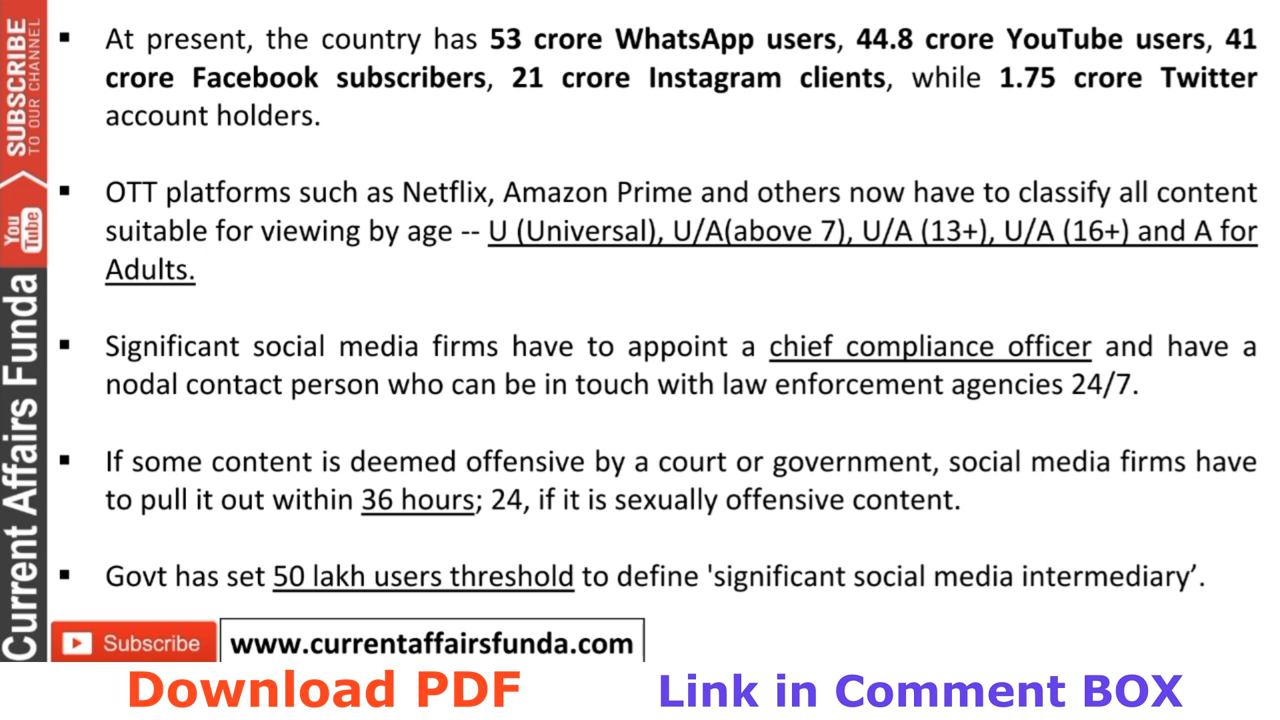 ▪ At present, the country has 53 crore WhatsApp users, 44.8 crore YouTube users, 41
crore Facebook subscribers, 21 crore Instagram clients, while 1.75 crore Twitter
account holders.
▪ OTT platforms such as Netflix, Amazon Prime and others now have to classify all content
suitable for viewing by age -- U (Universal), U/A(above 7), U/A (13+), U/A (16+) and A for
Adults.
▪ Significant social media firms have to appoint a chief compliance officer and have a
nodal contact person who can be in touch with law enforcement agencies 24/7.
▪ If some content is deemed offensive by a court or government, social media firms have
to pull it out within 36 hours; 24, if it is sexually offensive content.
▪ Govt has set 50 lakh users threshold to define 'significant social media intermediary’.
SUBSCRIBE
TO OUR CHANNEL
You
Tube
Current Affairs Funda
Subscribe
www.currentaffairsfunda.com
Download PDF
Link in Comment BOX